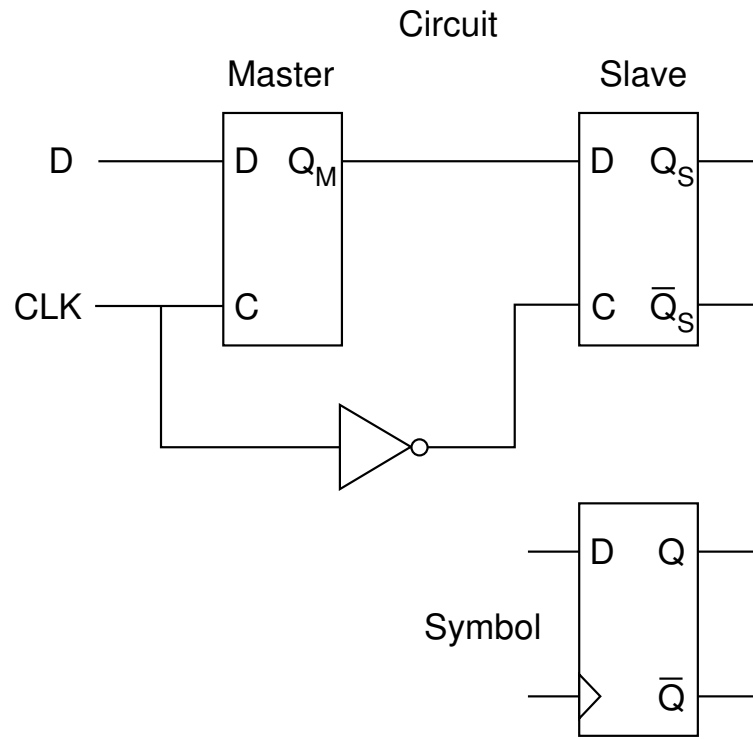 Circuit
Master
Slave
D
D
Q_M
D
Q_S
CLK
C
C
Q̅_S
D
Q
Symbol
Q̅